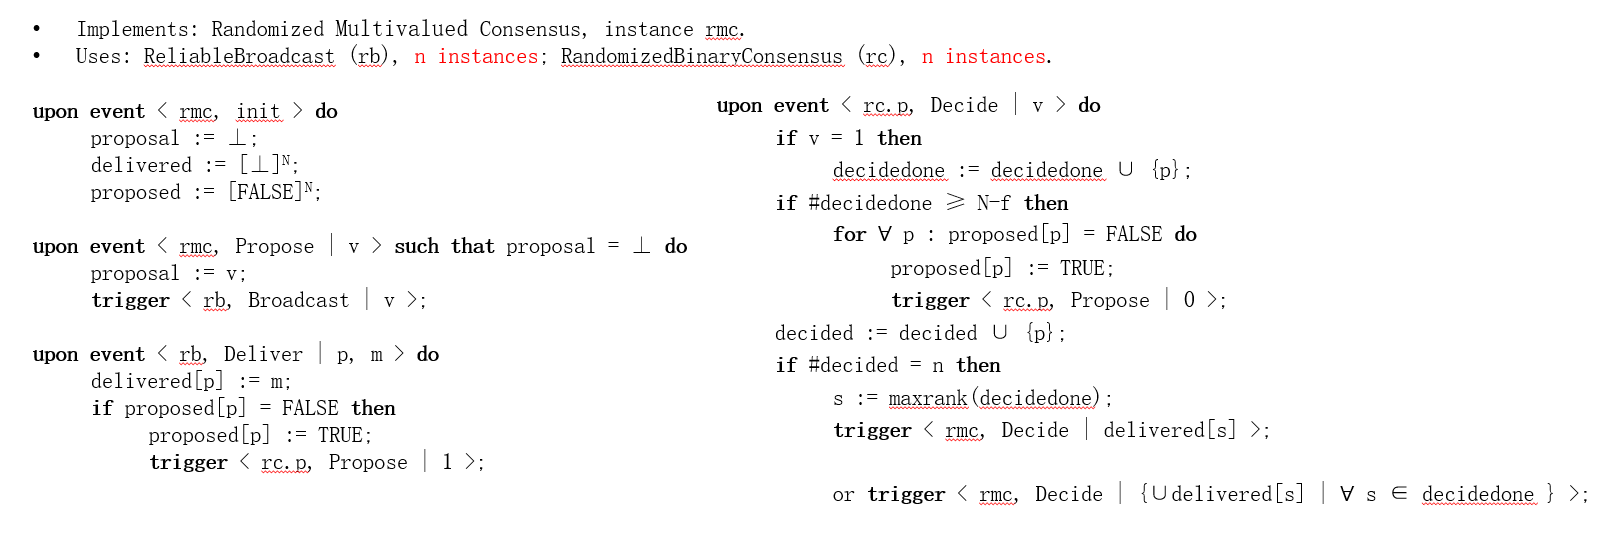 • Implements: Randomized Multivalued Consensus, instance rmc.
• Uses: ReliableBroadcast (rb), n instances; RandomizedBinaryConsensus (rc), n instances.
upon event < rmc, init > do
proposal := ⊥;
delivered := [⊥]ᴺ;
proposed := [FALSE]ᴺ;
upon event < rmc, Propose | v > such that proposal = ⊥ do
proposal := v;
trigger < rb, Broadcast | v >;
upon event < rb, Deliver | p, m > do
delivered[p] := m;
if proposed[p] = FALSE then
proposed[p] := TRUE;
trigger < rc.p, Propose | 1 >;
upon event < rc.p, Decide | v > do
if v = 1 then
decidedone := decidedone ∪ {p};
if #decidedone ≥ N-f then
for ∀ p : proposed[p] = FALSE do
proposed[p] := TRUE;
trigger < rc.p, Propose | 0 >;
decided := decided ∪ {p};
if #decided = n then
s := maxrank(decidedone);
trigger < rmc, Decide | delivered[s] >;
or trigger < rmc, Decide | {∪delivered[s] | ∀ s ∈ decidedone } >;